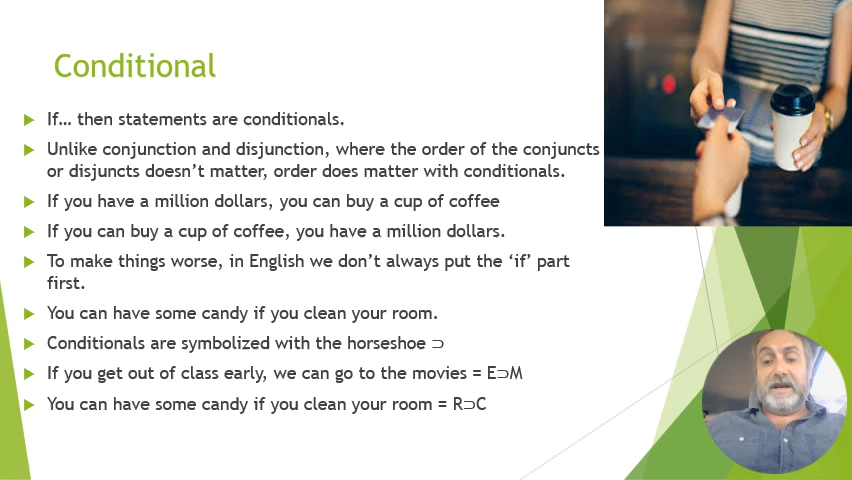 Conditional
If… then statements are conditionals.
Unlike conjunction and disjunction, where the order of the conjuncts
or disjuncts doesn’t matter, order does matter with conditionals.
If you have a million dollars, you can buy a cup of coffee
If you can buy a cup of coffee, you have a million dollars.
To make things worse, in English we don’t always put the ‘if’ part
first.
You can have some candy if you clean your room.
Conditionals are symbolized with the horseshoe ⊃
If you get out of class early, we can go to the movies = E⊃M
You can have some candy if you clean your room = R⊃C